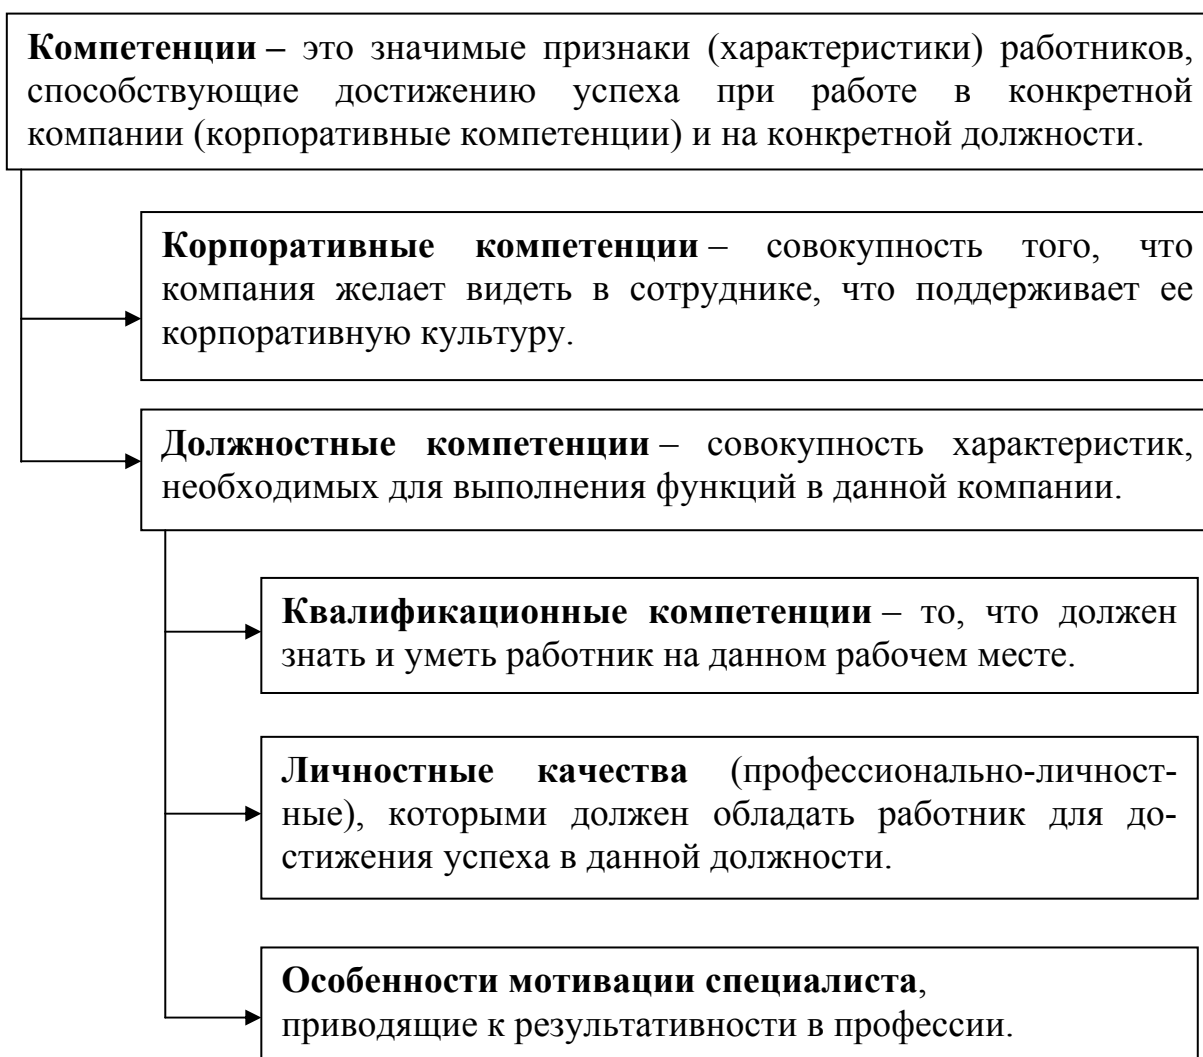 Компетенции – это значимые признаки (характеристики) работников,
способствующие достижению успеха при работе в конкретной
компании (корпоративные компетенции) и на конкретной должности.
Корпоративные компетенции – совокупность того, что
компания желает видеть в сотруднике, что поддерживает ее
корпоративную культуру.
Должностные компетенции – совокупность характеристик,
необходимых для выполнения функций в данной компании.
Квалификационные компетенции – то, что должен
знать и уметь работник на данном рабочем месте.
Личностные качества (профессионально-личност-
ные), которыми должен обладать работник для до-
стижения успеха в данной должности.
Особенности мотивации специалиста,
приводящие к результативности в профессии.